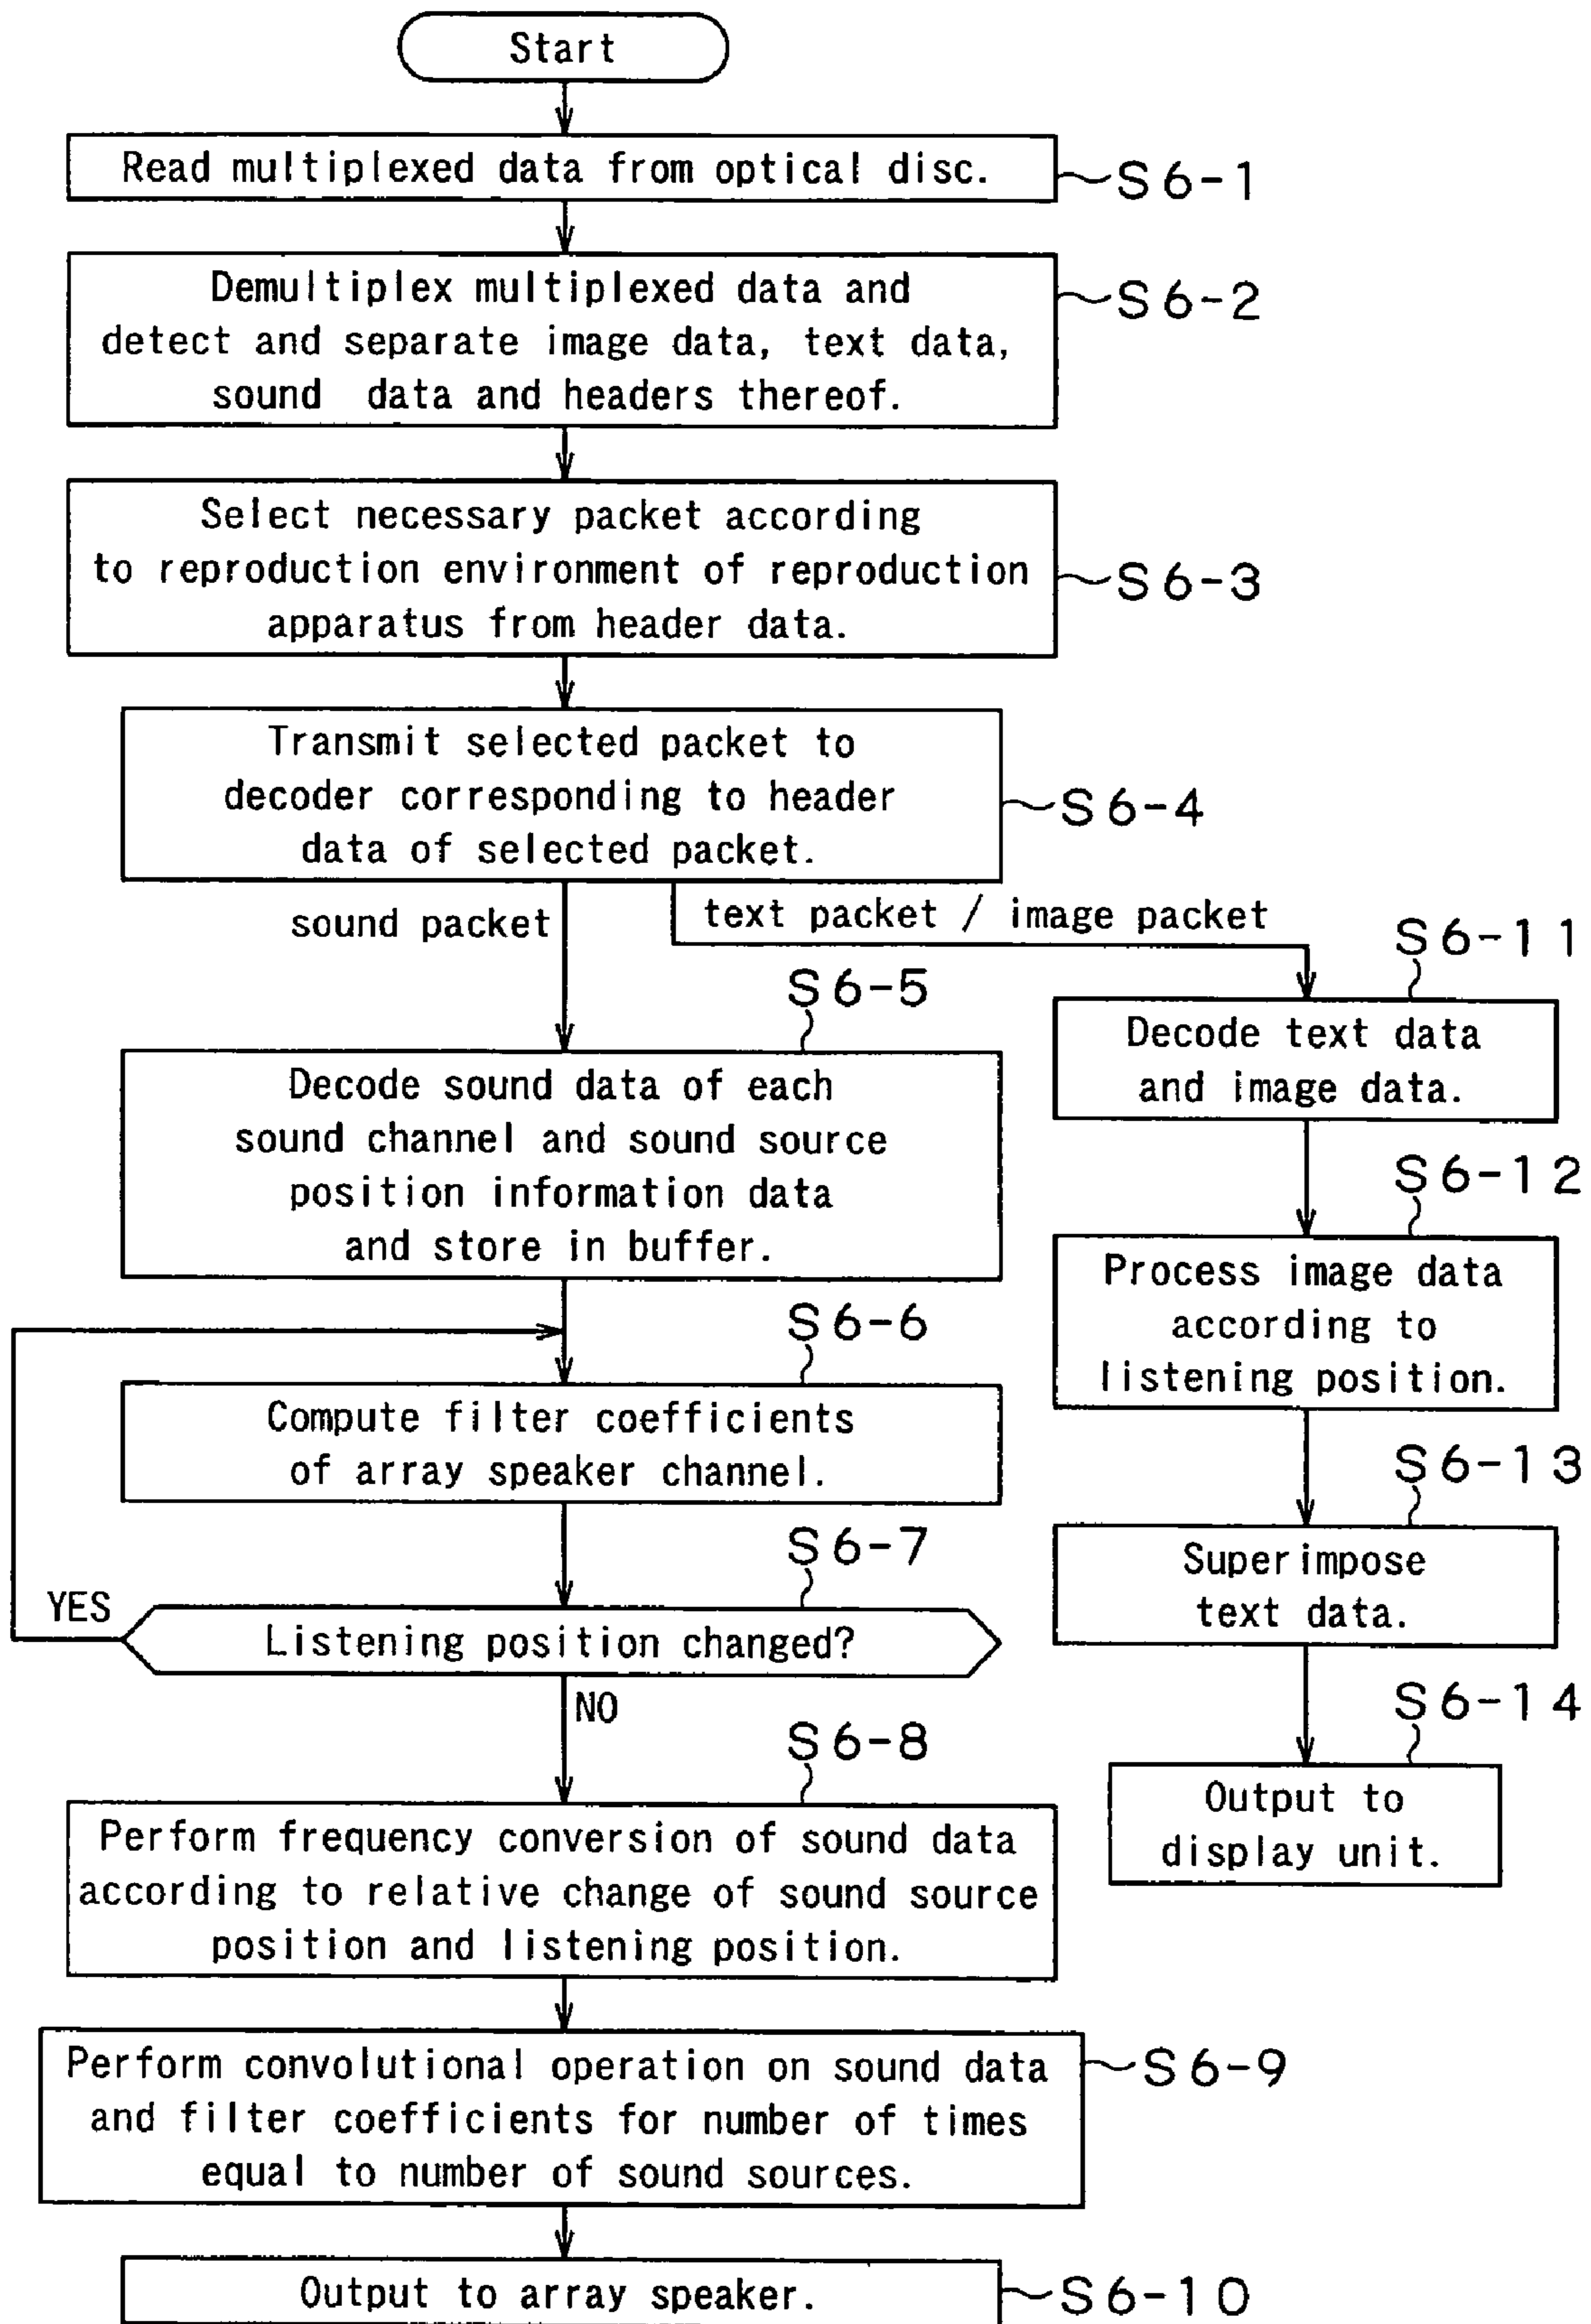 Start
Read multiplexed data from optical disc.
S6-1
Demultiplex multiplexed data and
detect and separate image data, text data,
sound data and headers thereof.
S6-2
Select necessary packet according
to reproduction environment of reproduction
apparatus from header data.
S6-3
Transmit selected packet to
decoder corresponding to header
data of selected packet.
S6-4
sound packet
text packet / image packet
S6-5
Decode sound data of each
sound channel and sound source
position information data
and store in buffer.
S6-6
Compute filter coefficients
of array speaker channel.
S6-7
YES
Listening position changed?
NO
S6-8
Perform frequency conversion of sound data
according to relative change of sound source
position and listening position.
Perform convolutional operation on sound data
and filter coefficients for number of times
equal to number of sound sources.
S6-9
Output to array speaker.
S6-10
S6-11
Decode text data
and image data.
S6-12
Process image data
according to
listening position.
S6-13
Superimpose
text data.
S6-14
Output to
display unit.